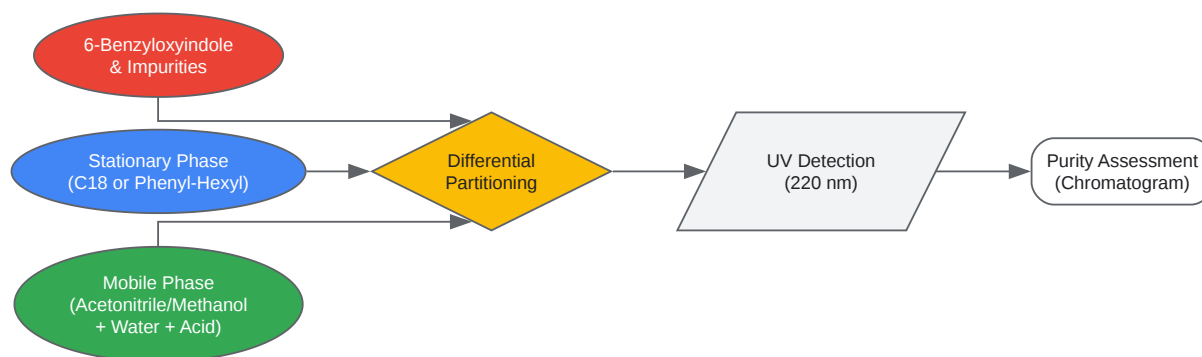 6-Benzyloxyindole
& Impurities
Stationary Phase
(C18 or Phenyl-Hexyl)
Mobile Phase
(Acetonitrile/Methanol
+ Water + Acid)
Differential
Partitioning
UV Detection
(220 nm)
Purity Assessment
(Chromatogram)